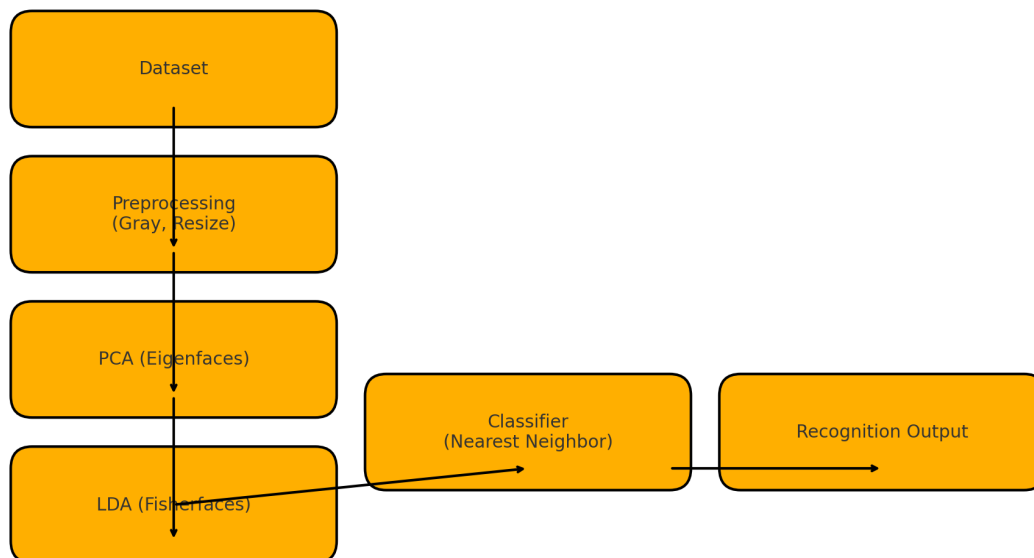 Dataset
Preprocessing
(Gray, Resize)
PCA (Eigenfaces)
LDA (Fisherfaces)
Classifier
(Nearest Neighbor)
Recognition Output